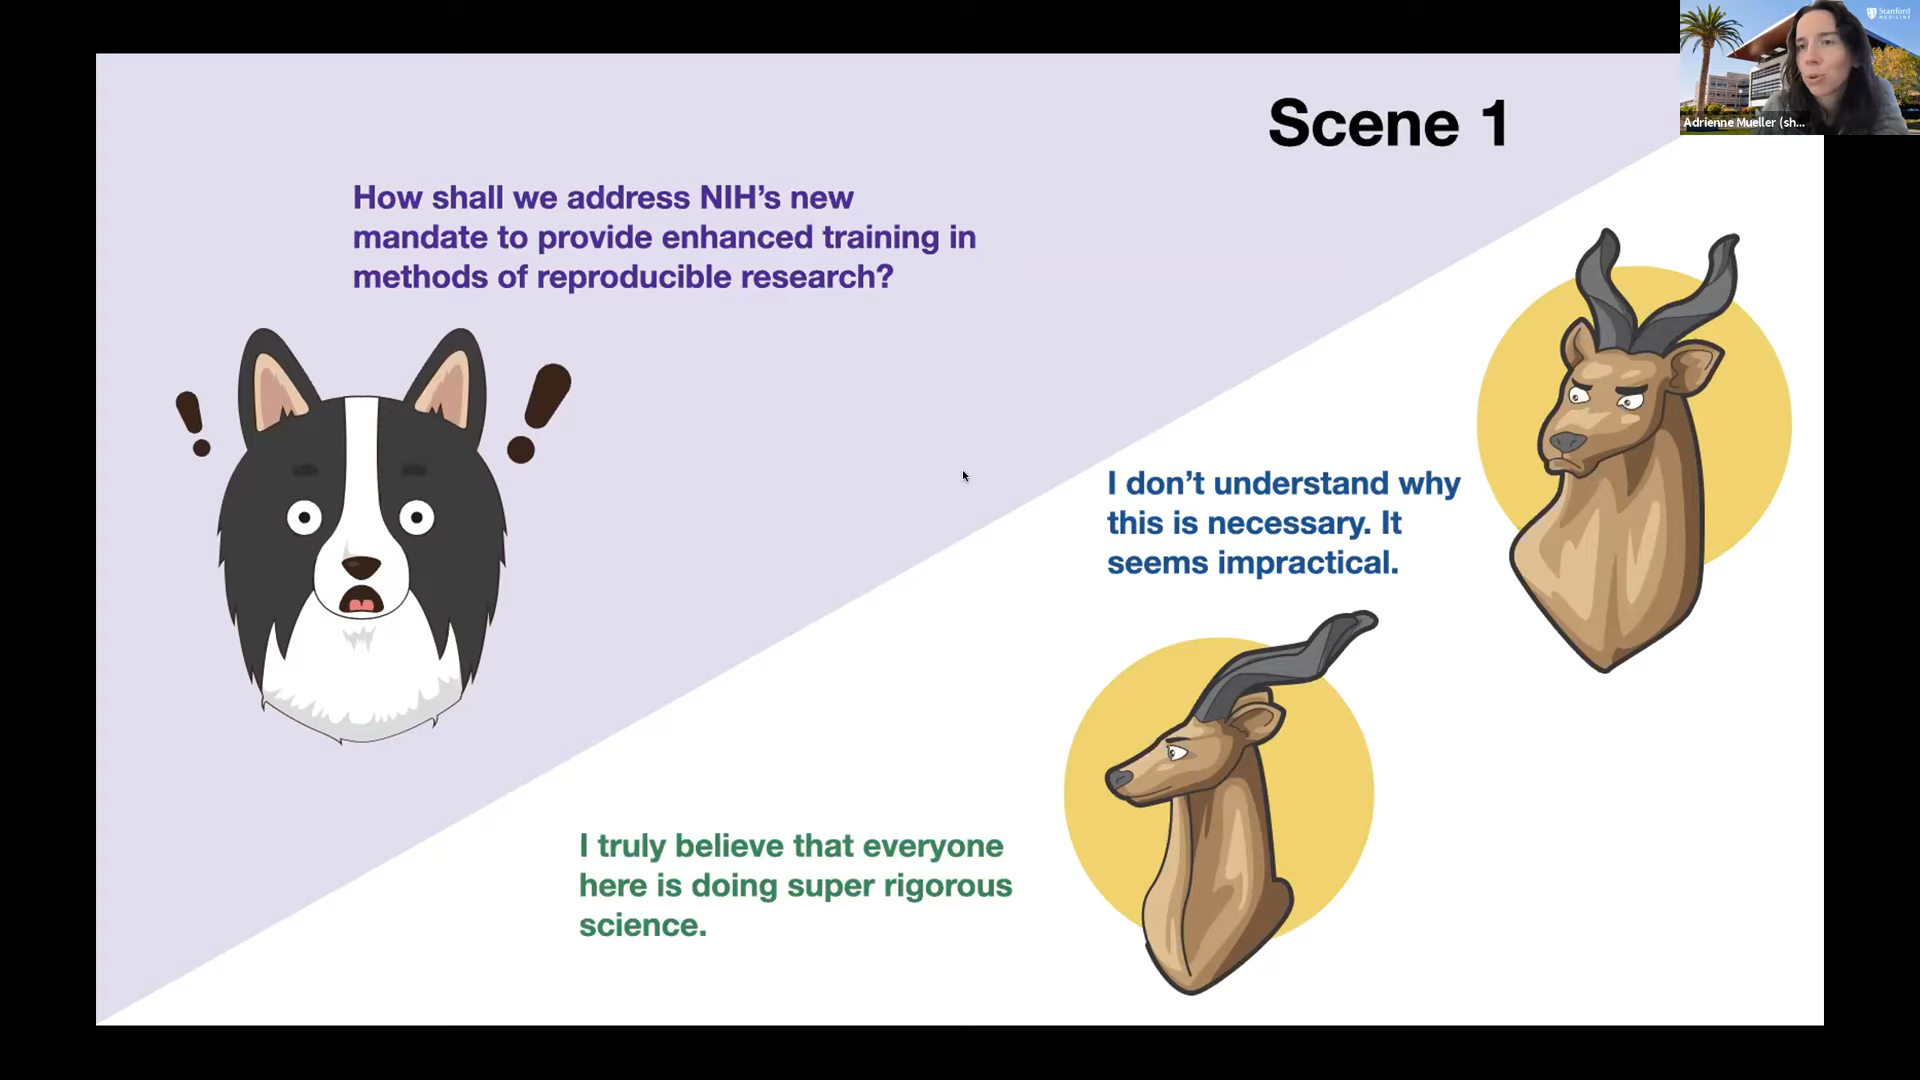 Scene 1
How shall we address NIH’s new
mandate to provide enhanced training in
methods of reproducible research?
I don’t understand why
this is necessary. It
seems impractical.
I truly believe that everyone
here is doing super rigorous
science.
Stanford
MEDICINE
Adrienne Mueller (sh...